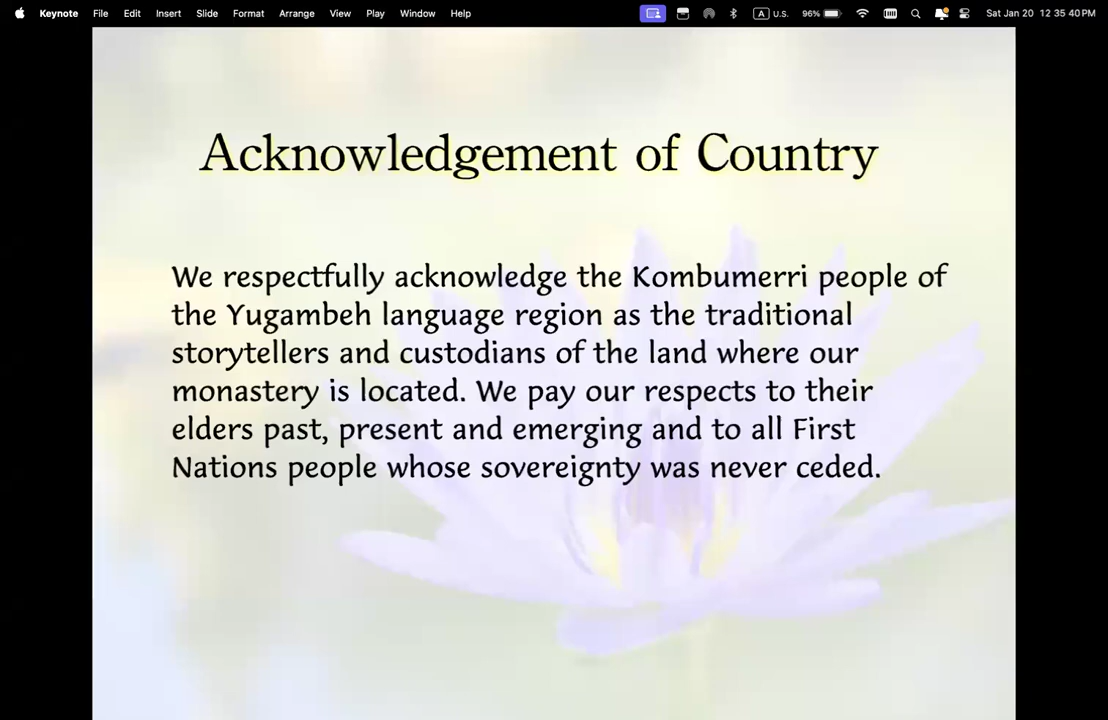 Keynote File Edit Insert Slide Format Arrange View Play Window Help A U.S. 96% Sat Jan 20 12 35 40 PM
Acknowledgement of Country
We respectfully acknowledge the Kombumerri people of
the Yugambeh language region as the traditional
storytellers and custodians of the land where our
monastery is located. We pay our respects to their
elders past, present and emerging and to all First
Nations people whose sovereignty was never ceded.